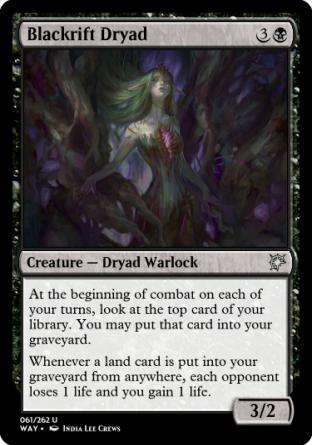 Blackrift Dryad 3
Creature — Dryad Warlock
At the beginning of combat on each of
your turns, look at the top card of your
library. You may put that card into your
graveyard.
Whenever a land card is put into your
graveyard from anywhere, each opponent
loses 1 life and you gain 1 life.
3/2
061/262 U
WAY • India Lee Crews